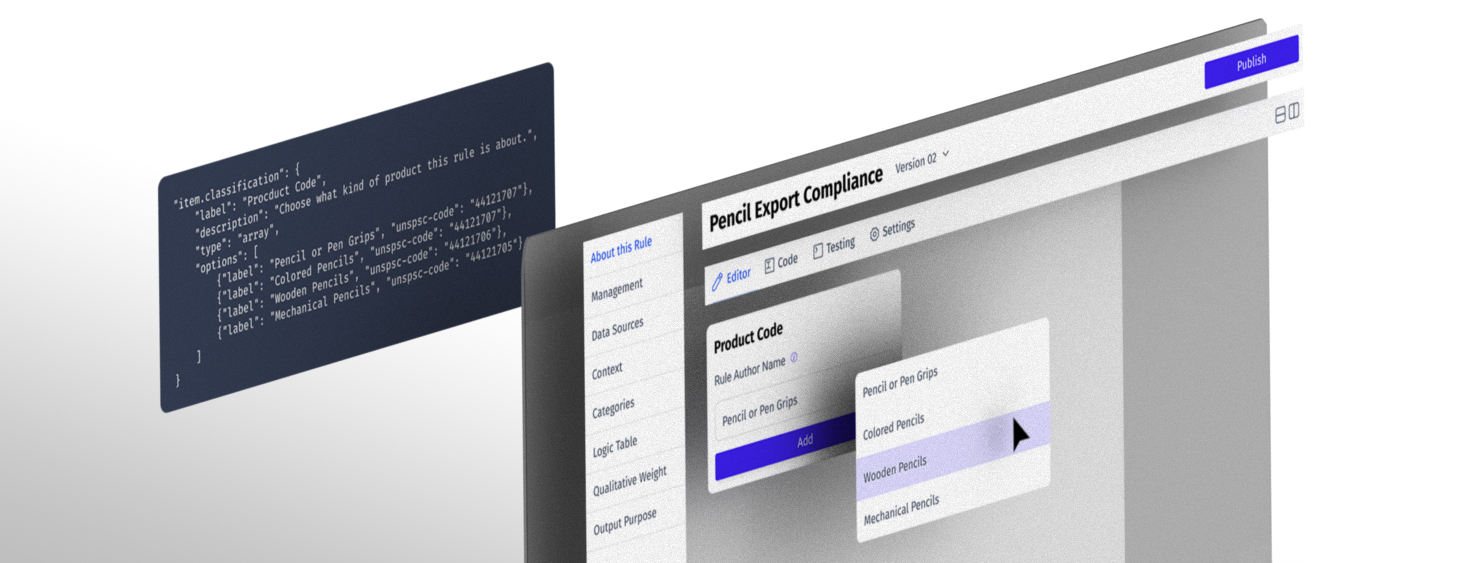 "item.classification": {
"label": "Procduct Code",
"description": "Choose what kind of product this rule is about.",
"type": "array",
"options": [
{"label": "Pencil or Pen Grips", "unspsc-code": "44121707"},
{"label": "Colored Pencils", "unspsc-code": "44121707"},
{"label": "Wooden Pencils", "unspsc-code": "44121706"},
{"label": "Mechanical Pencils", "unspsc-code": "44121705"}
]
}
Publish
Pencil Export Compliance Version 02
Editor Code Testing Settings
About this Rule
Management
Data Sources
Context
Categories
Logic Table
Qualitative Weight
Output Purpose
Product Code
Rule Author Name
Pencil or Pen Grips
Add
Pencil or Pen Grips
Colored Pencils
Wooden Pencils
Mechanical Pencils